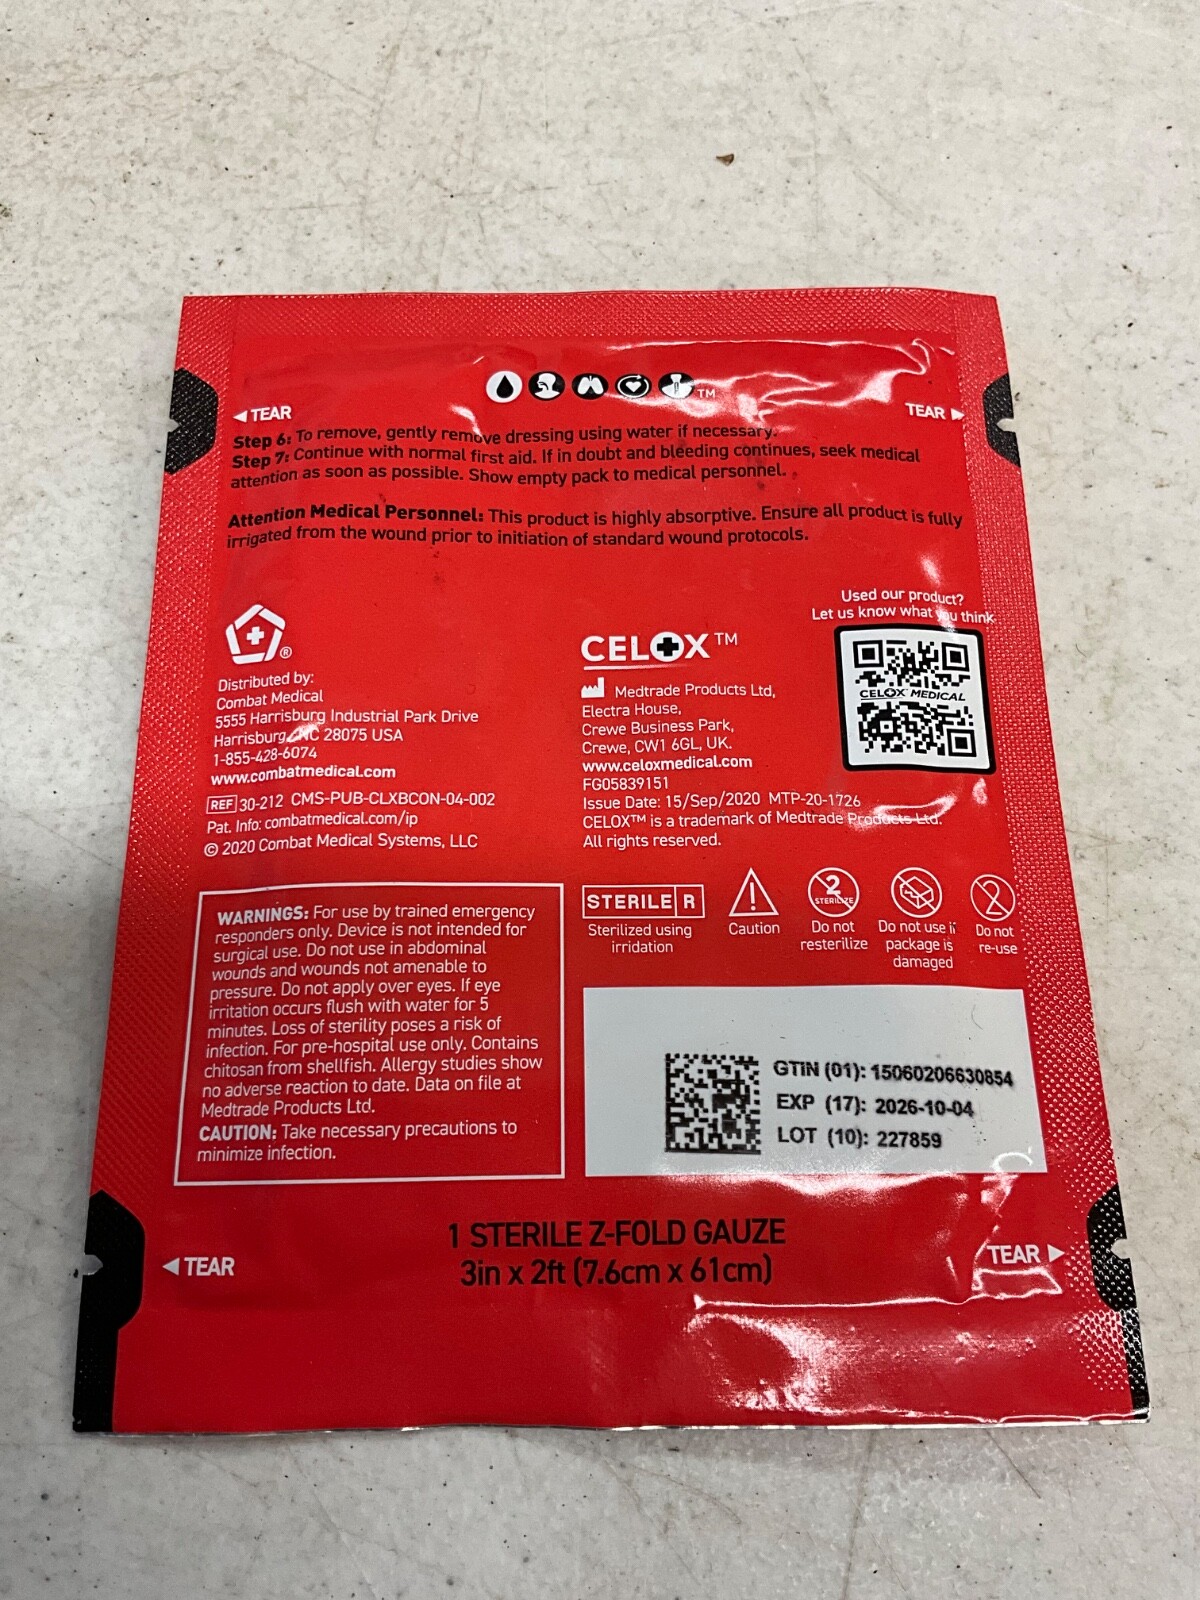 TM
◀ TEAR
TEAR ▶
Step 6: To remove, gently remove dressing using water if necessary.
Step 7: Continue with normal first aid. If in doubt and bleeding continues, seek medical
attention as soon as possible. Show empty pack to medical personnel.
Attention Medical Personnel: This product is highly absorptive. Ensure all product is fully
irrigated from the wound prior to initiation of standard wound protocols.
®
Distributed by:
Combat Medical
5555 Harrisburg Industrial Park Drive
Harrisburg, NC 28075 USA
1-855-428-6074
www.combatmedical.com
REF 30-212 CMS-PUB-CLXBCON-04-002
Pat. Info: combatmedical.com/ip
© 2020 Combat Medical Systems, LLC
CELOX™
Medtrade Products Ltd,
Electra House,
Crewe Business Park,
Crewe, CW1 6GL, UK.
www.celoxmedical.com
FG05839151
Issue Date: 15/Sep/2020 MTP-20-1726
CELOX™ is a trademark of Medtrade Products Ltd.
All rights reserved.
Used our product?
Let us know what you think
CELOX™ MEDICAL
WARNINGS: For use by trained emergency
responders only. Device is not intended for
surgical use. Do not use in abdominal
wounds and wounds not amenable to
pressure. Do not apply over eyes. If eye
irritation occurs flush with water for 5
minutes. Loss of sterility poses a risk of
infection. For pre-hospital use only. Contains
chitosan from shellfish. Allergy studies show
no adverse reaction to date. Data on file at
Medtrade Products Ltd.
CAUTION: Take necessary precautions to
minimize infection.
STERILE R
Sterilized using
irridation
Caution
2
STERILIZE
Do not
resterilize
Do not use if
package is
damaged
2
Do not
re-use
GTIN (01): 15060206630854
EXP (17): 2026-10-04
LOT (10): 227859
1 STERILE Z-FOLD GAUZE
3in x 2ft (7.6cm x 61cm)
◀ TEAR
TEAR ▶